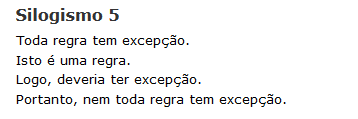 Silogismo 5
Toda regra tem excepção.
Isto é uma regra.
Logo, deveria ter excepção.
Portanto, nem toda regra tem excepção.